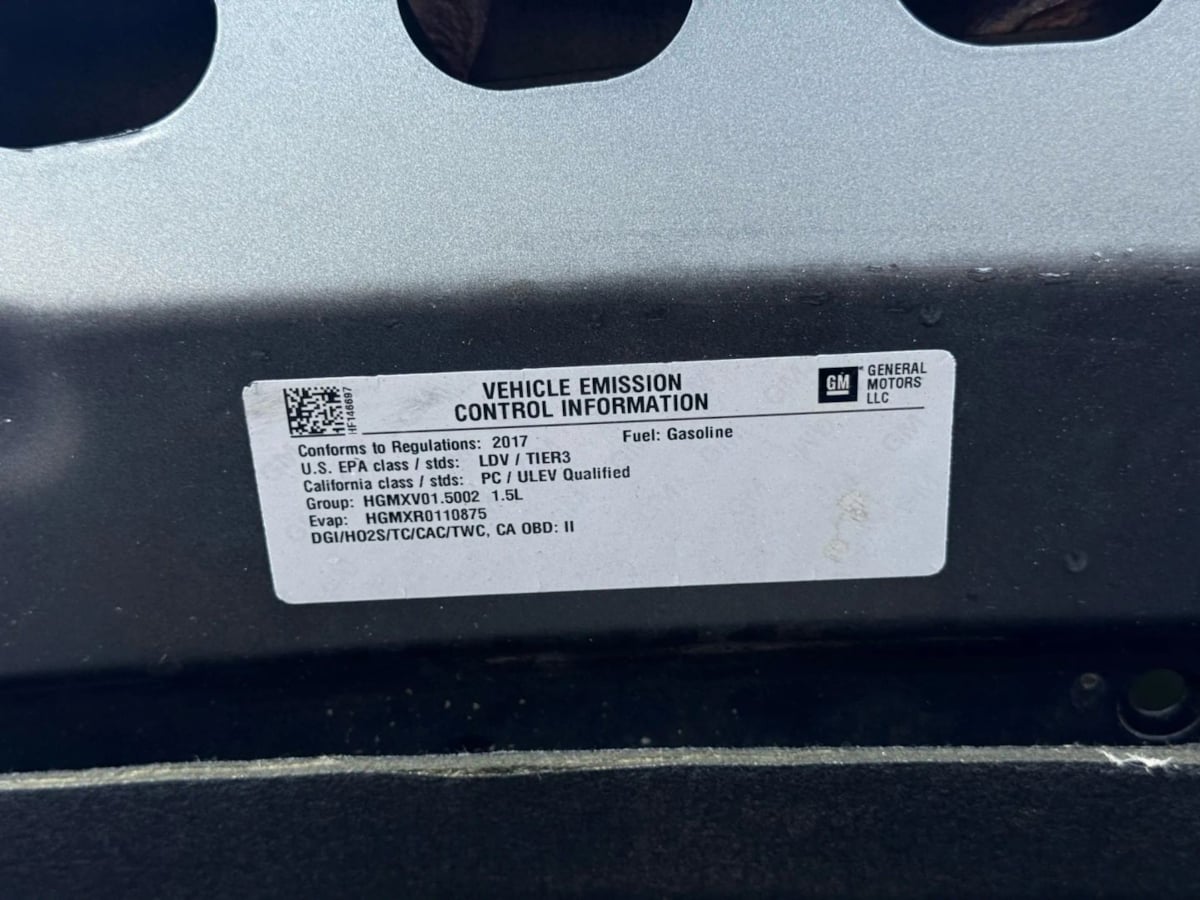 HF146697
VEHICLE EMISSION
CONTROL INFORMATION
GM
GENERAL
MOTORS
LLC
Conforms to Regulations: 2017 Fuel: Gasoline
U.S. EPA class / stds: LDV / TIER3
California class / stds: PC / ULEV Qualified
Group: HGMXV01.5002 1.5L
Evap: HGMXR0110875
DGI/HO2S/TC/CAC/TWC, CA OBD: II